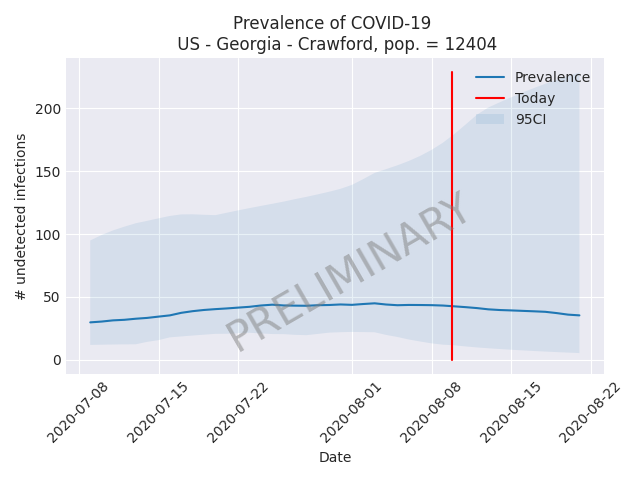 Prevalence of COVID-19
US - Georgia - Crawford, pop. = 12404
Prevalence
Today
95CI
200
150
100
50
0
# undetected infections
PRELIMINARY
2020-07-08
2020-07-15
2020-07-22
2020-08-01
2020-08-08
2020-08-15
2020-08-22
Date